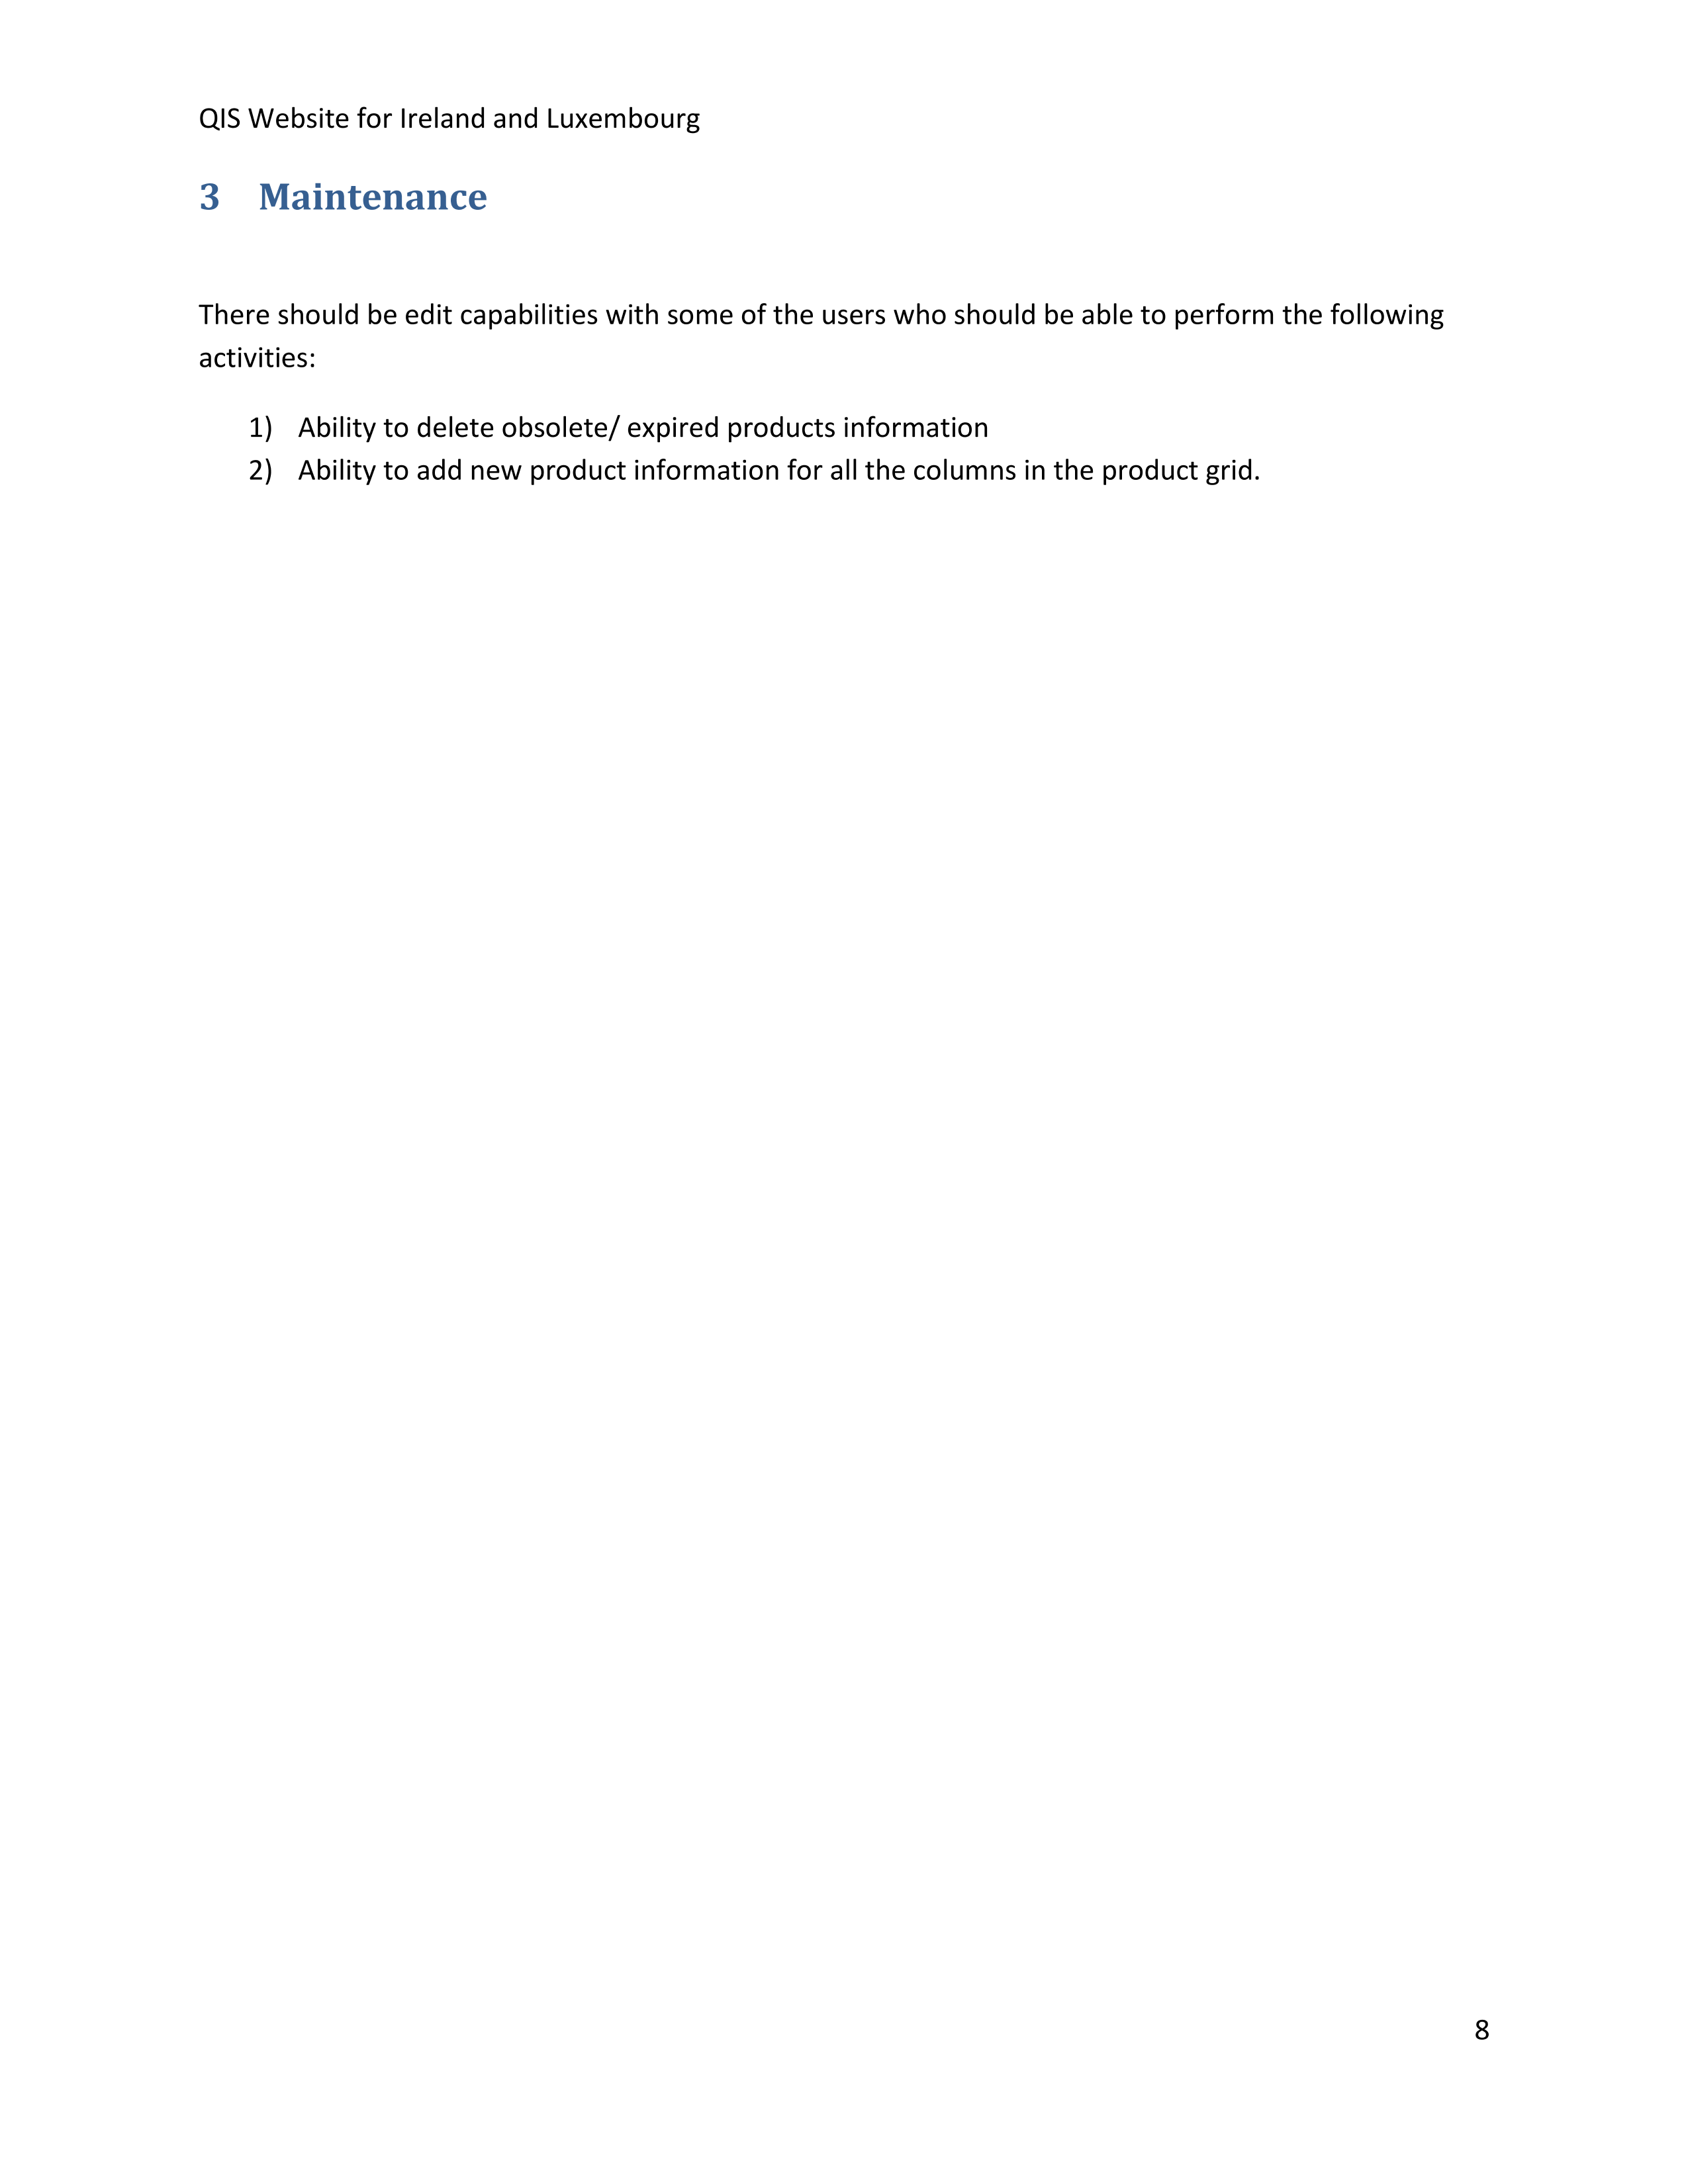 QIS Website for Ireland and Luxembourg
3 Maintenance
There should be edit capabilities with some of the users who should be able to perform the following
activities:
1) Ability to delete obsolete/ expired products information
2) Ability to add new product information for all the columns in the product grid.
8